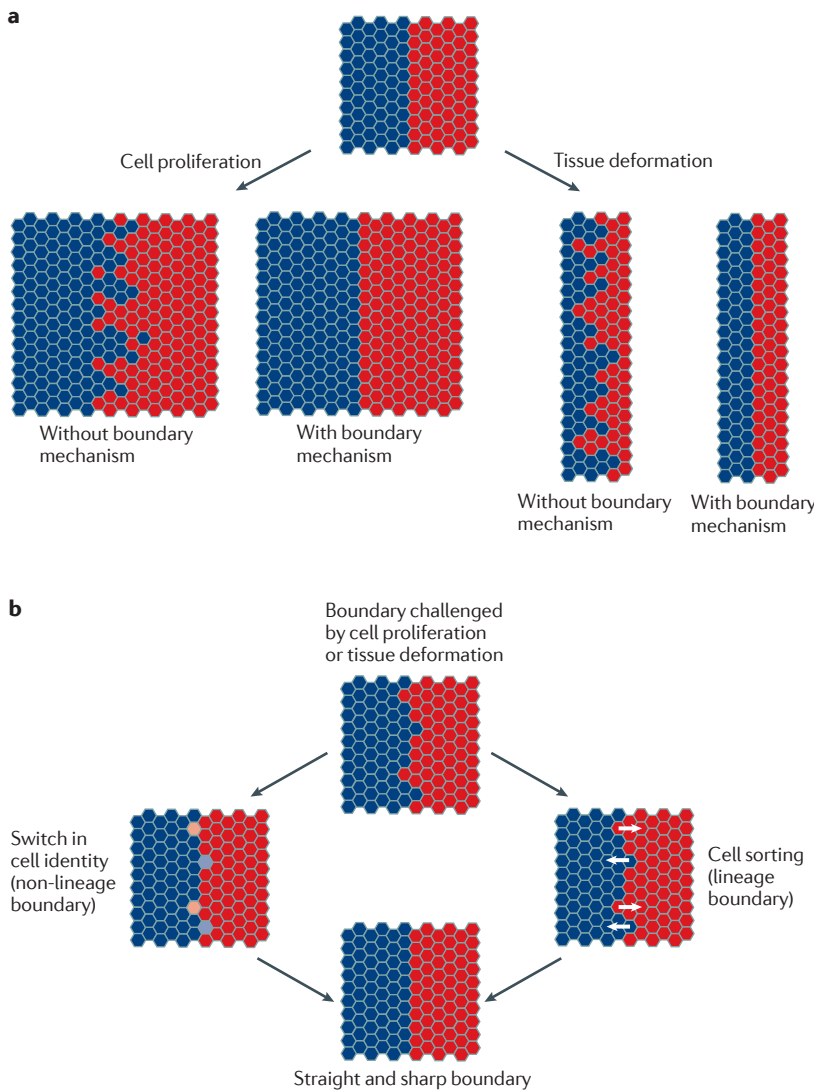 a
Cell proliferation
Tissue deformation
Without boundary
mechanism
With boundary
mechanism
Without boundary
mechanism
With boundary
mechanism
b
Boundary challenged
by cell proliferation
or tissue deformation
Switch in
cell identity
(non-lineage
boundary)
Cell sorting
(lineage
boundary)
Straight and sharp boundary